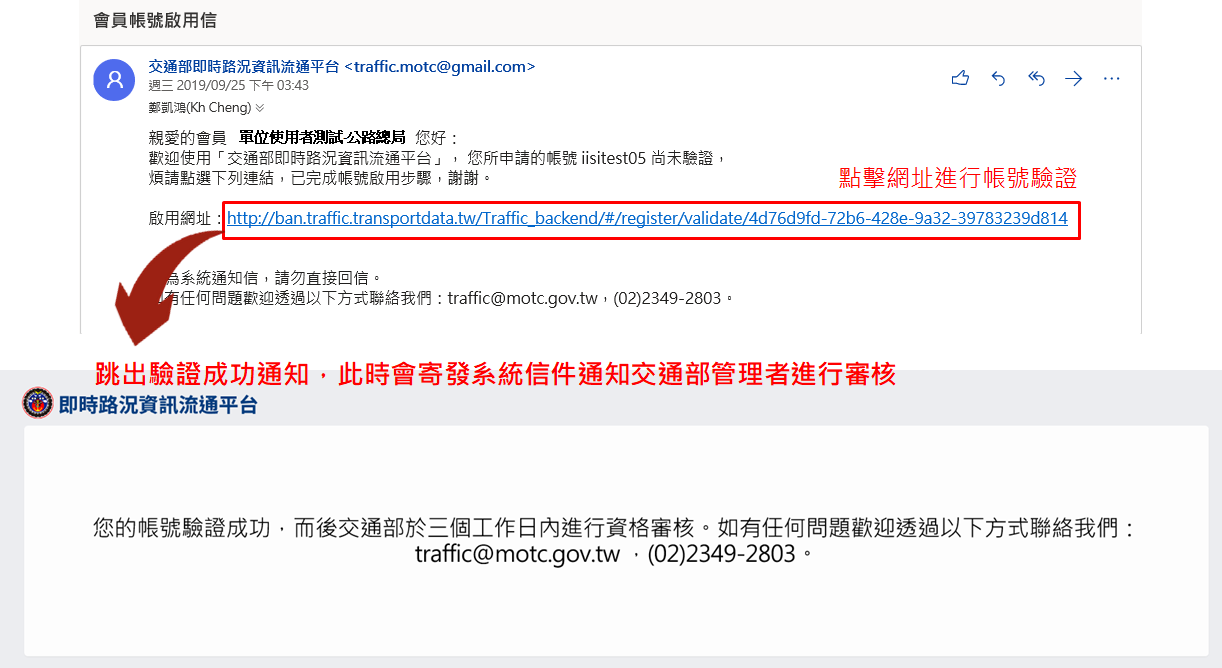 會員帳號啟用信
交通部即時路況資訊流通平台 <traffic.motc@gmail.com>
週三 2019/09/25 下午 03:43
鄭凱鴻(Kh Cheng)
親愛的會員 單位使用者測試-公路總局 您好：
歡迎使用「交通部即時路況資訊流通平台」， 您所申請的帳號 iisitest05 尚未驗證，
煩請點選下列連結，已完成帳號啟用步驟，謝謝。
點擊網址進行帳號驗證
啟用網址：http://ban.traffic.transportdata.tw/Traffic_backend/#/register/validate/4d76d9fd-72b6-428e-9a32-39783239d814
為系統通知信，請勿直接回信。
有任何問題歡迎透過以下方式聯絡我們：traffic@motc.gov.tw，(02)2349-2803。
跳出驗證成功通知，此時會寄發系統信件通知交通部管理者進行審核
即時路況資訊流通平台
您的帳號驗證成功，而後交通部於三個工作日內進行資格審核。如有任何問題歡迎透過以下方式聯絡我們：
traffic@motc.gov.tw ，(02)2349-2803。